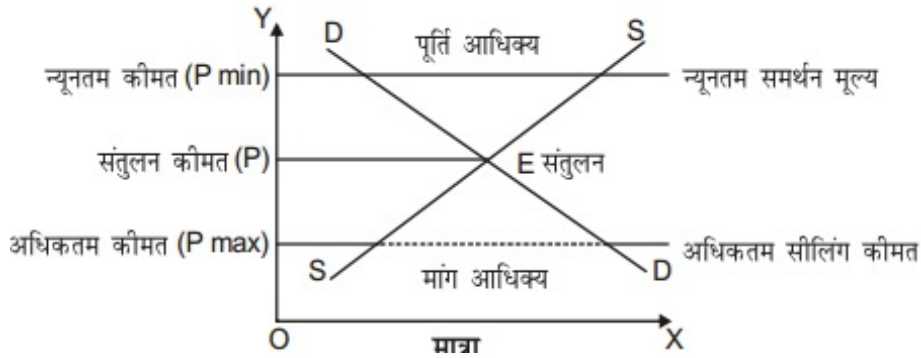 Y
D पूर्ति आधिक्य S
न्यूनतम कीमत (P min) न्यूनतम समर्थन मूल्य
संतुलन कीमत (P) E संतुलन
अधिकतम कीमत (P max) अधिकतम सीलिंग कीमत
S मांग आधिक्य D
O मात्रा X